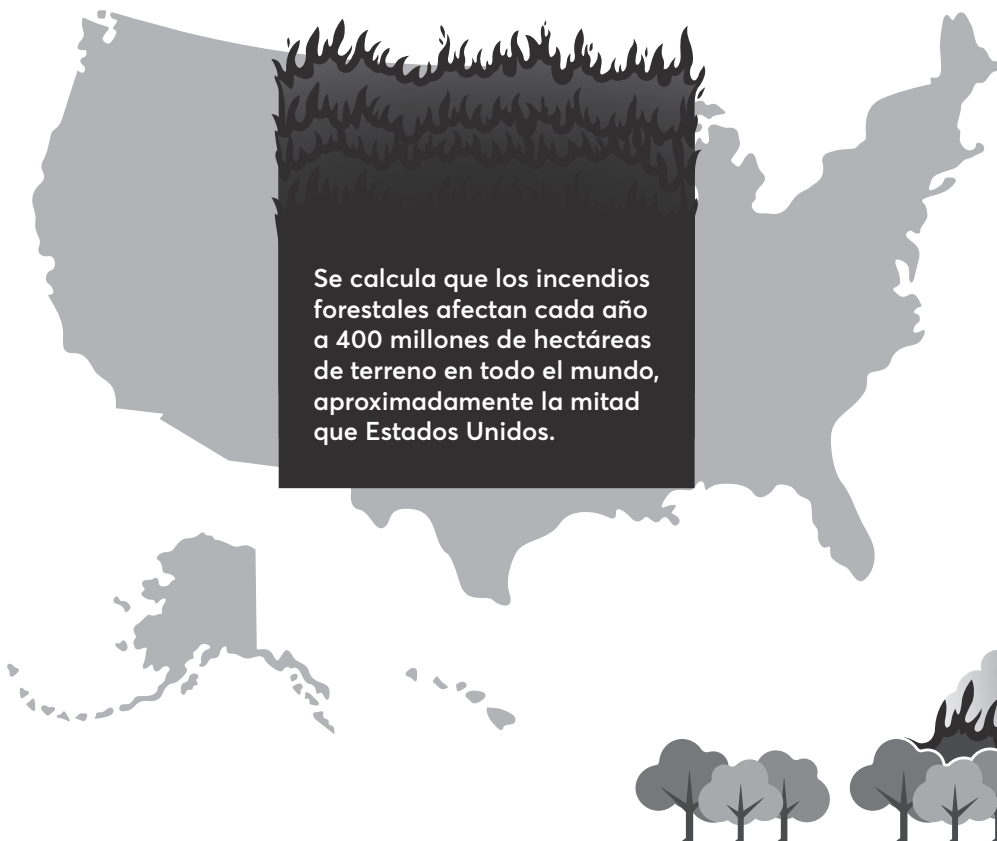 Se calcula que los incendios
forestales afectan cada año
a 400 millones de hectáreas
de terreno en todo el mundo,
aproximadamente la mitad
que Estados Unidos.